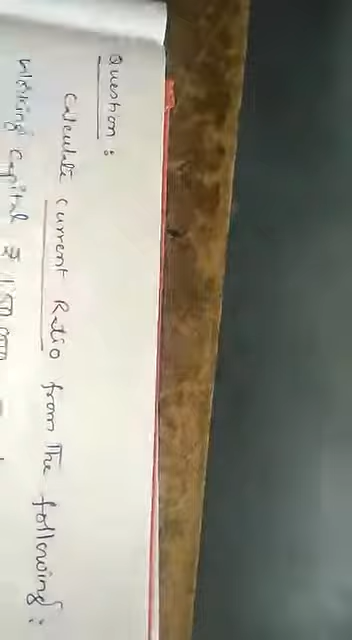 Question :
Calculate Current Ratio from The following :
Working Capital ₹